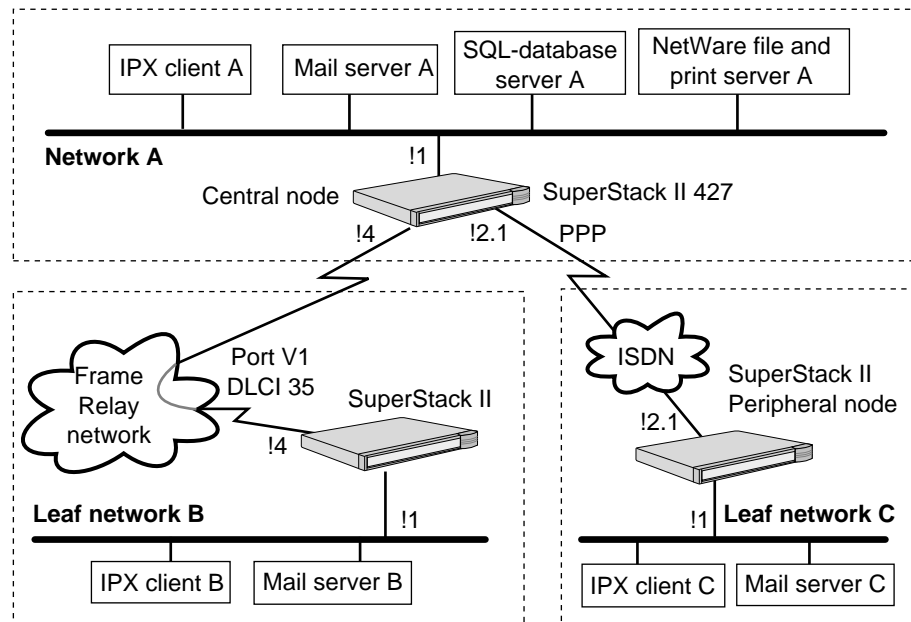 IPX client A
Mail server A
SQL-database
server A
NetWare file and
print server A
Network A
!1
Central node
SuperStack II 427
!4
!2.1
PPP
Frame
Relay
network
Port V1
DLCI 35
SuperStack II
!4
Leaf network B
!1
IPX client B
Mail server B
ISDN
SuperStack II
Peripheral node
!2.1
!1
Leaf network C
IPX client C
Mail server C